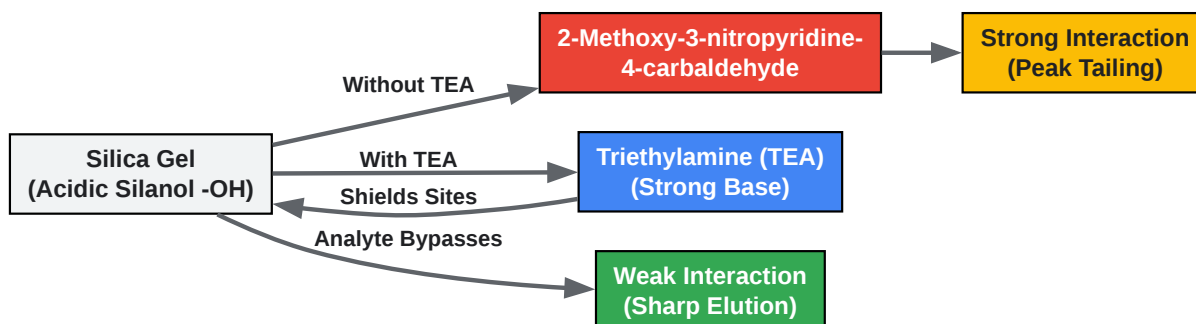 2-Methoxy-3-nitropyridine-
4-carbaldehyde
Strong Interaction
(Peak Tailing)
Without TEA
Silica Gel
(Acidic Silanol -OH)
With TEA
Triethylamine (TEA)
(Strong Base)
Shields Sites
Analyte Bypasses
Weak Interaction
(Sharp Elution)